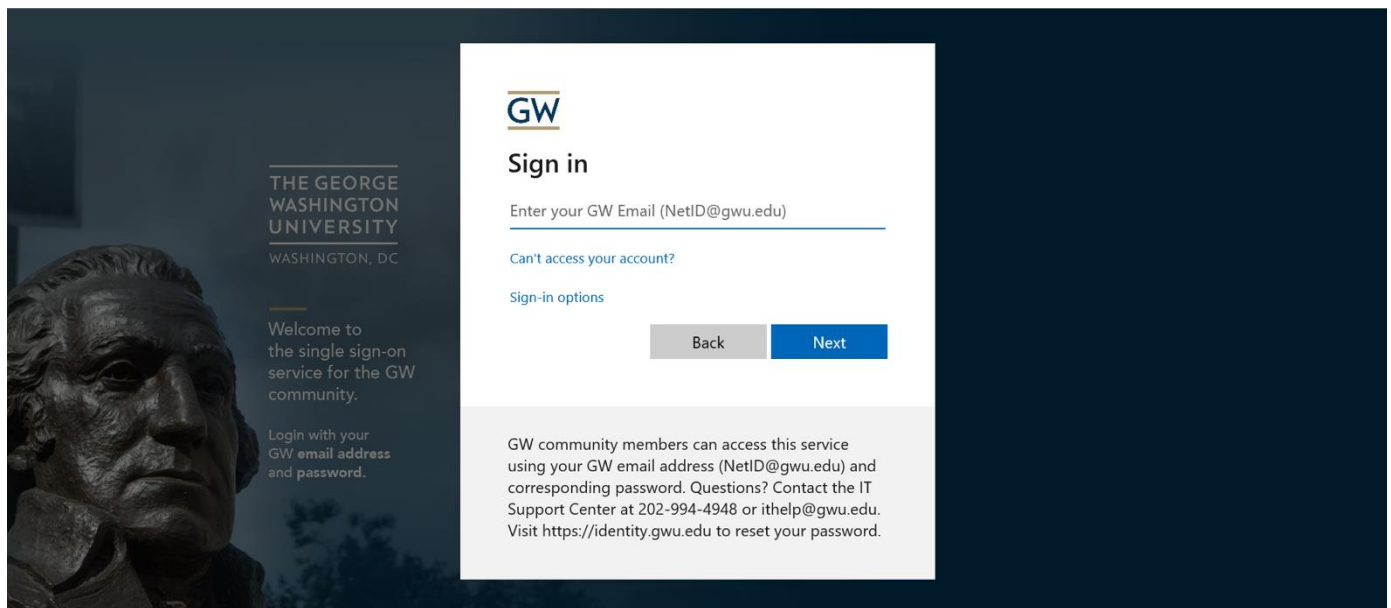 THE GEORGE
WASHINGTON
UNIVERSITY
WASHINGTON, DC
Welcome to
the single sign-on
service for the GW
community.
Login with your
GW email address
and password.
GW
Sign in
Enter your GW Email (NetID@gwu.edu)
Can't access your account?
Sign-in options
Back
Next
GW community members can access this service
using your GW email address (NetID@gwu.edu) and
corresponding password. Questions? Contact the IT
Support Center at 202-994-4948 or ithelp@gwu.edu.
Visit https://identity.gwu.edu to reset your password.